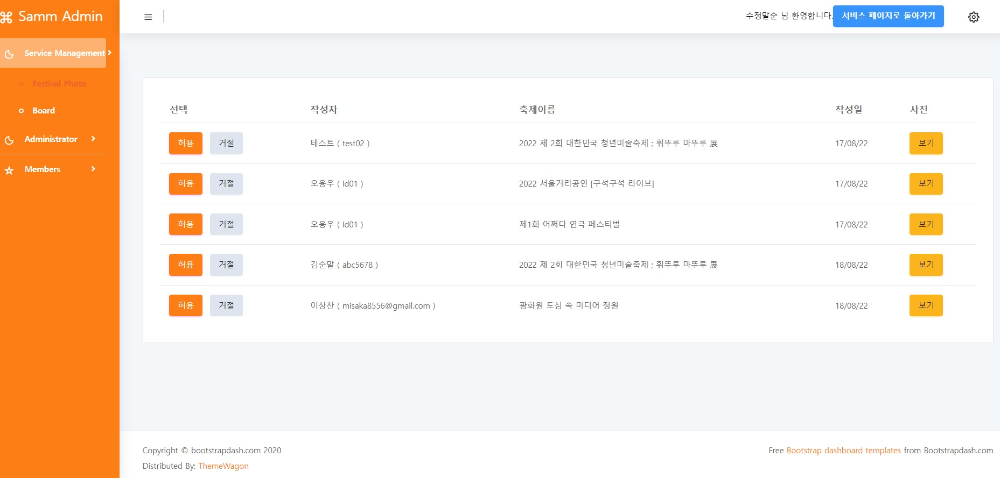 Samm Admin
수정말순 님 환영합니다. 서비스 페이지로 돌아가기
Service Management
Festival Photo
Board
Administrator
Members
선택 작성자 축제이름 작성일 사진
허용 거절 테스트 ( test02 ) 2022 제 2회 대한민국 청년미술축제 ; 휘뚜루 마뚜루 展 17/08/22 보기
허용 거절 오용우 ( id01 ) 2022 서울거리공연 [구석구석 라이브] 17/08/22 보기
허용 거절 오용우 ( id01 ) 제1회 어쩌다 연극 페스티벌 17/08/22 보기
허용 거절 김순말 ( abc5678 ) 2022 제 2회 대한민국 청년미술축제 ; 휘뚜루 마뚜루 展 18/08/22 보기
허용 거절 이상찬 ( misaka8556@gmail.com ) 광화원 도심 속 미디어 정원 18/08/22 보기
Copyright © bootstrapdash.com 2020
Distributed By: ThemeWagon
Free Bootstrap dashboard templates from Bootstrapdash.com